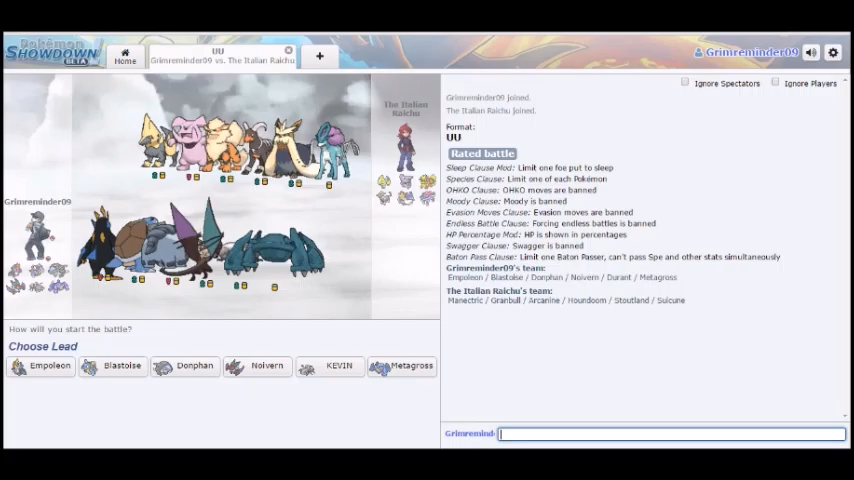 Pokémon
SHOWDOWN!
BETA
Home
UU
Grimreminder09 vs. The Italian Raichu
+
Grimreminder09
Ignore Spectators
Ignore Players
The Italian
Raichu
Grimreminder09
Grimreminder09 joined.
The Italian Raichu joined.
Format:
UU
Rated battle
Sleep Clause Mod: Limit one foe put to sleep
Species Clause: Limit one of each Pokémon
OHKO Clause: OHKO moves are banned
Moody Clause: Moody is banned
Evasion Moves Clause: Evasion moves are banned
Endless Battle Clause: Forcing endless battles is banned
HP Percentage Mod: HP is shown in percentages
Swagger Clause: Swagger is banned
Baton Pass Clause: Limit one Baton Passer, can't pass Spe and other stats simultaneously
Grimreminder09's team:
Empoleon / Blastoise / Donphan / Noivern / Durant / Metagross
The Italian Raichu's team:
Manectric / Granbull / Arcanine / Houndoom / Stoutland / Suicune
How will you start the battle?
Choose Lead
Empoleon
Blastoise
Donphan
Noivern
KEVIN
Metagross
Grimremind